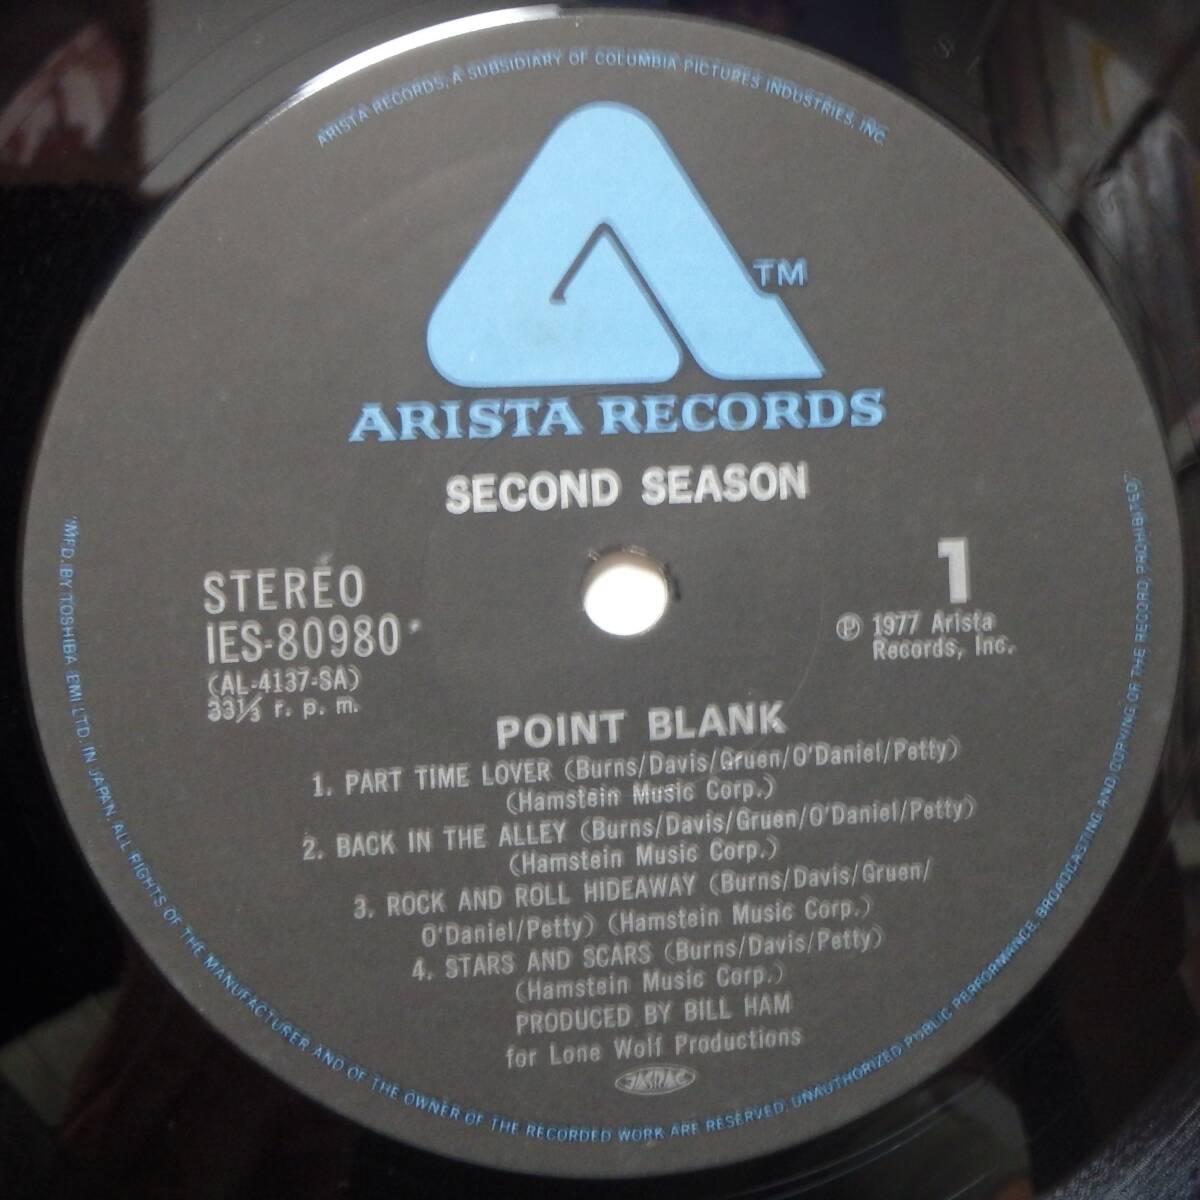 ARISTA RECORDS, A SUBSIDIARY OF COLUMBIA PICTURES INDUSTRIES, INC.
TM
ARISTA RECORDS
SECOND SEASON
STEREO
IES-80980
(AL-4137-SA)
33⅓ r. p. m.
1
Ⓟ 1977 Arista
Records, Inc.
POINT BLANK
1. PART TIME LOVER (Burns/Davis/Gruen/O'Daniel/Petty)
(Hamstein Music Corp.)
2. BACK IN THE ALLEY (Burns/Davis/Gruen/O'Daniel/Petty)
(Hamstein Music Corp.)
3. ROCK AND ROLL HIDEAWAY (Burns/Davis/Gruen/
O'Daniel/Petty) (Hamstein Music Corp.)
4. STARS AND SCARS (Burns/Davis/Petty)
(Hamstein Music Corp.)
PRODUCED BY BILL HAM
for Lone Wolf Productions
JASRAC
"MFD. BY TOSHIBA EMI LTD. IN JAPAN, ALL RIGHTS OF THE MANUFACTURER AND OF THE OWNER OF THE RECORDED WORK ARE RESERVED. UNAUTHORIZED PUBLIC PERFORMANCE, BROADCASTING AND COPYING OF THE RECORD, PROHIBITED."